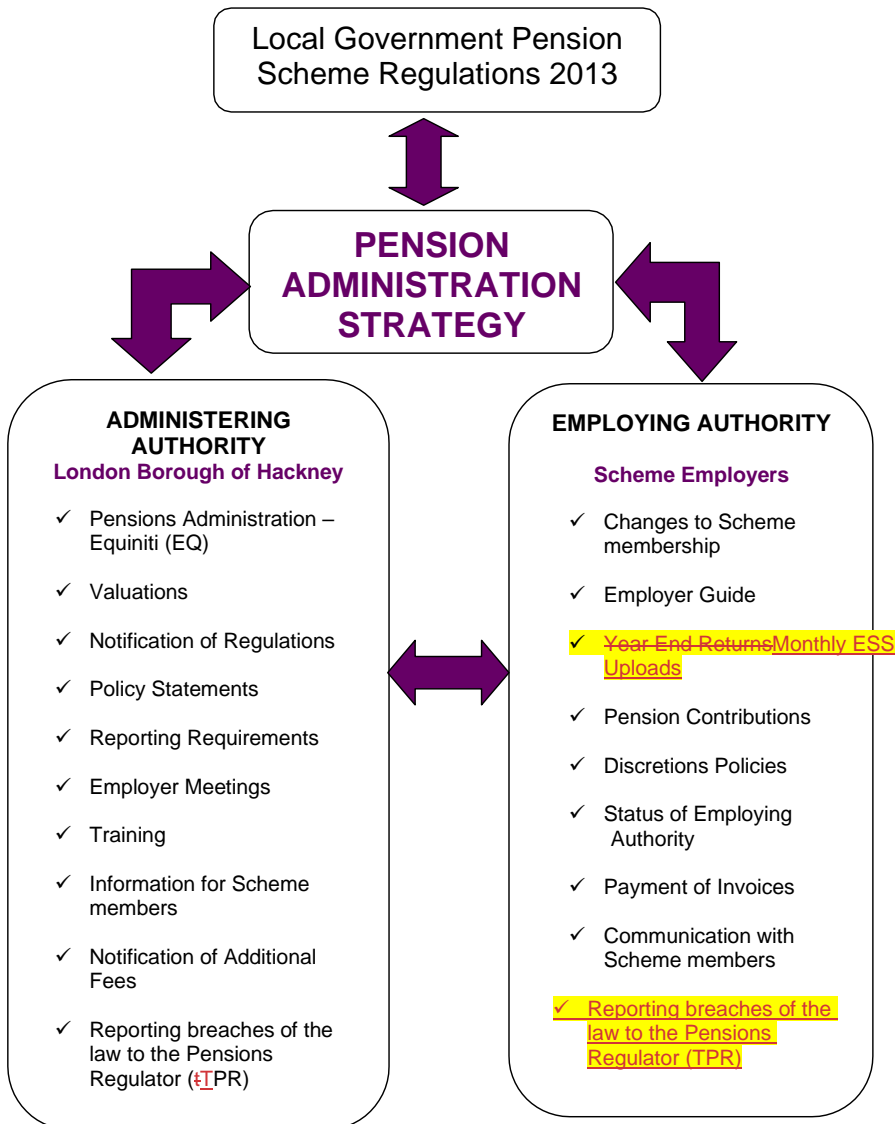 Local Government Pension
Scheme Regulations 2013
PENSION
ADMINISTRATION
STRATEGY
ADMINISTERING
AUTHORITY
London Borough of Hackney
✓ Pensions Administration –
Equiniti (EQ)
✓ Valuations
✓ Notification of Regulations
✓ Policy Statements
✓ Reporting Requirements
✓ Employer Meetings
✓ Training
✓ Information for Scheme
members
✓ Notification of Additional
Fees
✓ Reporting breaches of the
law to the Pensions
Regulator (tTPR)
EMPLOYING AUTHORITY
Scheme Employers
✓ Changes to Scheme
membership
✓ Employer Guide
✓ Year End ReturnsMonthly ESS
Uploads
✓ Pension Contributions
✓ Discretions Policies
✓ Status of Employing
Authority
✓ Payment of Invoices
✓ Communication with
Scheme members
✓ Reporting breaches of the
law to the Pensions
Regulator (TPR)